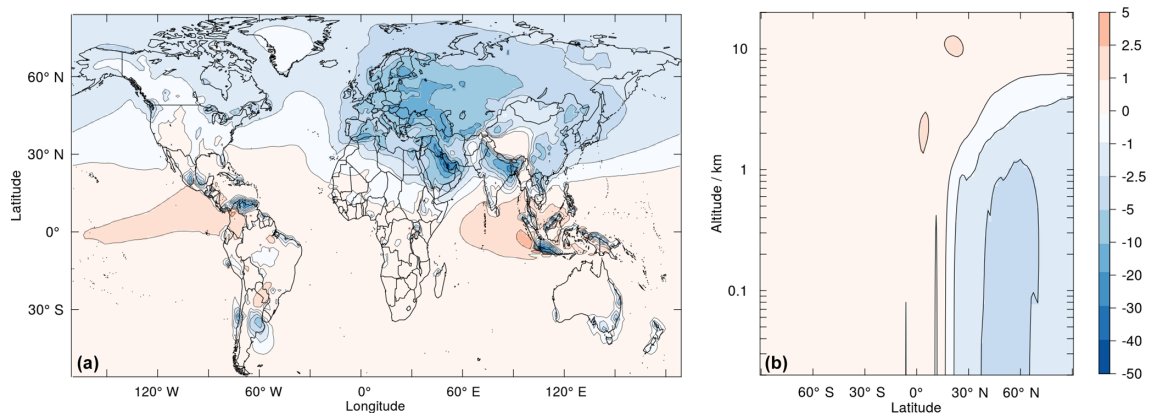 60° N
30° N
0°
30° S
Latitude
(a)
120° W 60° W 0° 60° E 120° E
Longitude
10
1
0.1
Altitude / km
(b)
60° S 30° S 0° 30° N 60° N
Latitude
5
2.5
1
0
-1
-2.5
-5
-10
-20
-30
-40
-50